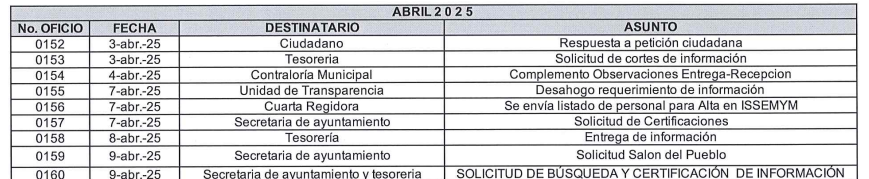 ABRIL 2 0 2 5
No. OFICIO FECHA DESTINATARIO ASUNTO
0152 3-abr.-25 Ciudadano Respuesta a petición ciudadana
0153 3-abr.-25 Tesoreria Solicitud de cortes de información
0154 4-abr.-25 Contraloría Municipal Complemento Observaciones Entrega-Recepcion
0155 7-abr.-25 Unidad de Transparencia Desahogo requerimiento de información
0156 7-abr.-25 Cuarta Regidora Se envía listado de personal para Alta en ISSEMYM
0157 7-abr.-25 Secretaria de ayuntamiento Solicitud de Certificaciones
0158 8-abr.-25 Tesorería Entrega de información
0159 9-abr.-25 Secretaria de ayuntamiento Solicitud Salon del Pueblo
0160 9-abr.-25 Secretaria de ayuntamiento y tesoreria SOLICITUD DE BÚSQUEDA Y CERTIFICACIÓN DE INFORMACIÓN